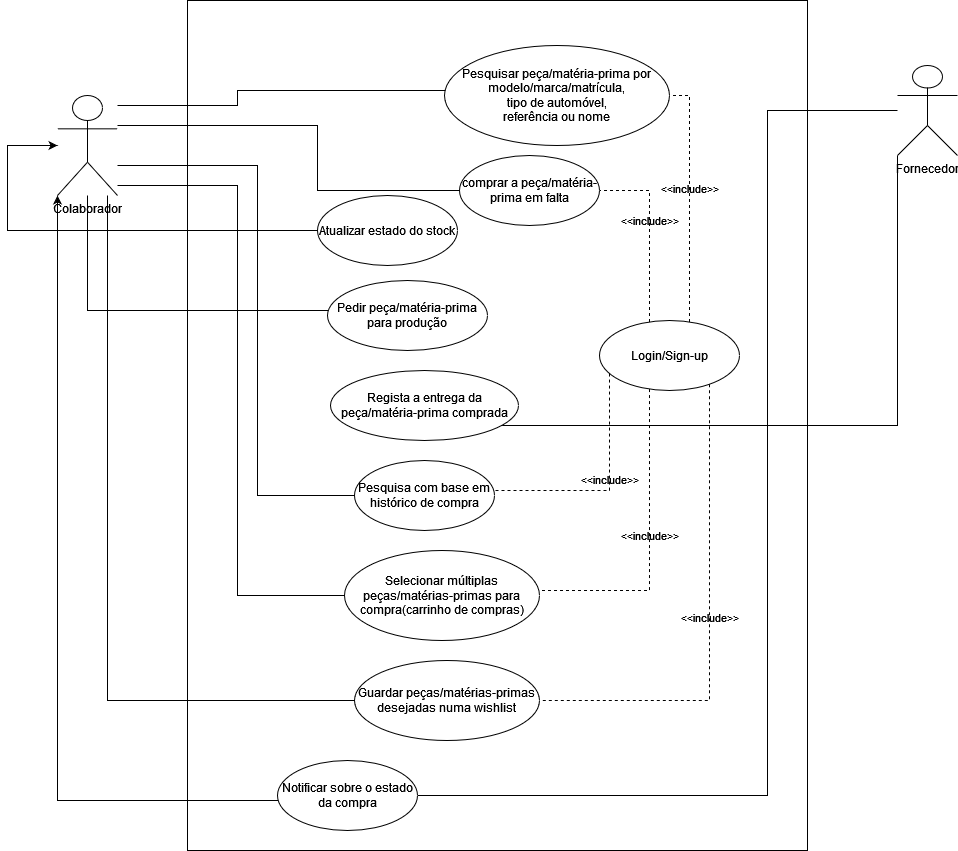 Pesquisar peça/matéria-prima por
modelo/marca/matrícula,
tipo de automóvel,
referência ou nome
Fornecedor
comprar a peça/matéria-
prima em falta
<<include>>
Colaborador
<<include>>
Atualizar estado do stock
Pedir peça/matéria-prima
para produção
Login/Sign-up
Regista a entrega da
peça/matéria-prima comprada
Pesquisa com base em
histórico de compra
<<include>>
<<include>>
Selecionar múltiplas
peças/matérias-primas para
compra(carrinho de compras)
<<include>>
Guardar peças/matérias-primas
desejadas numa wishlist
Notificar sobre o estado
da compra